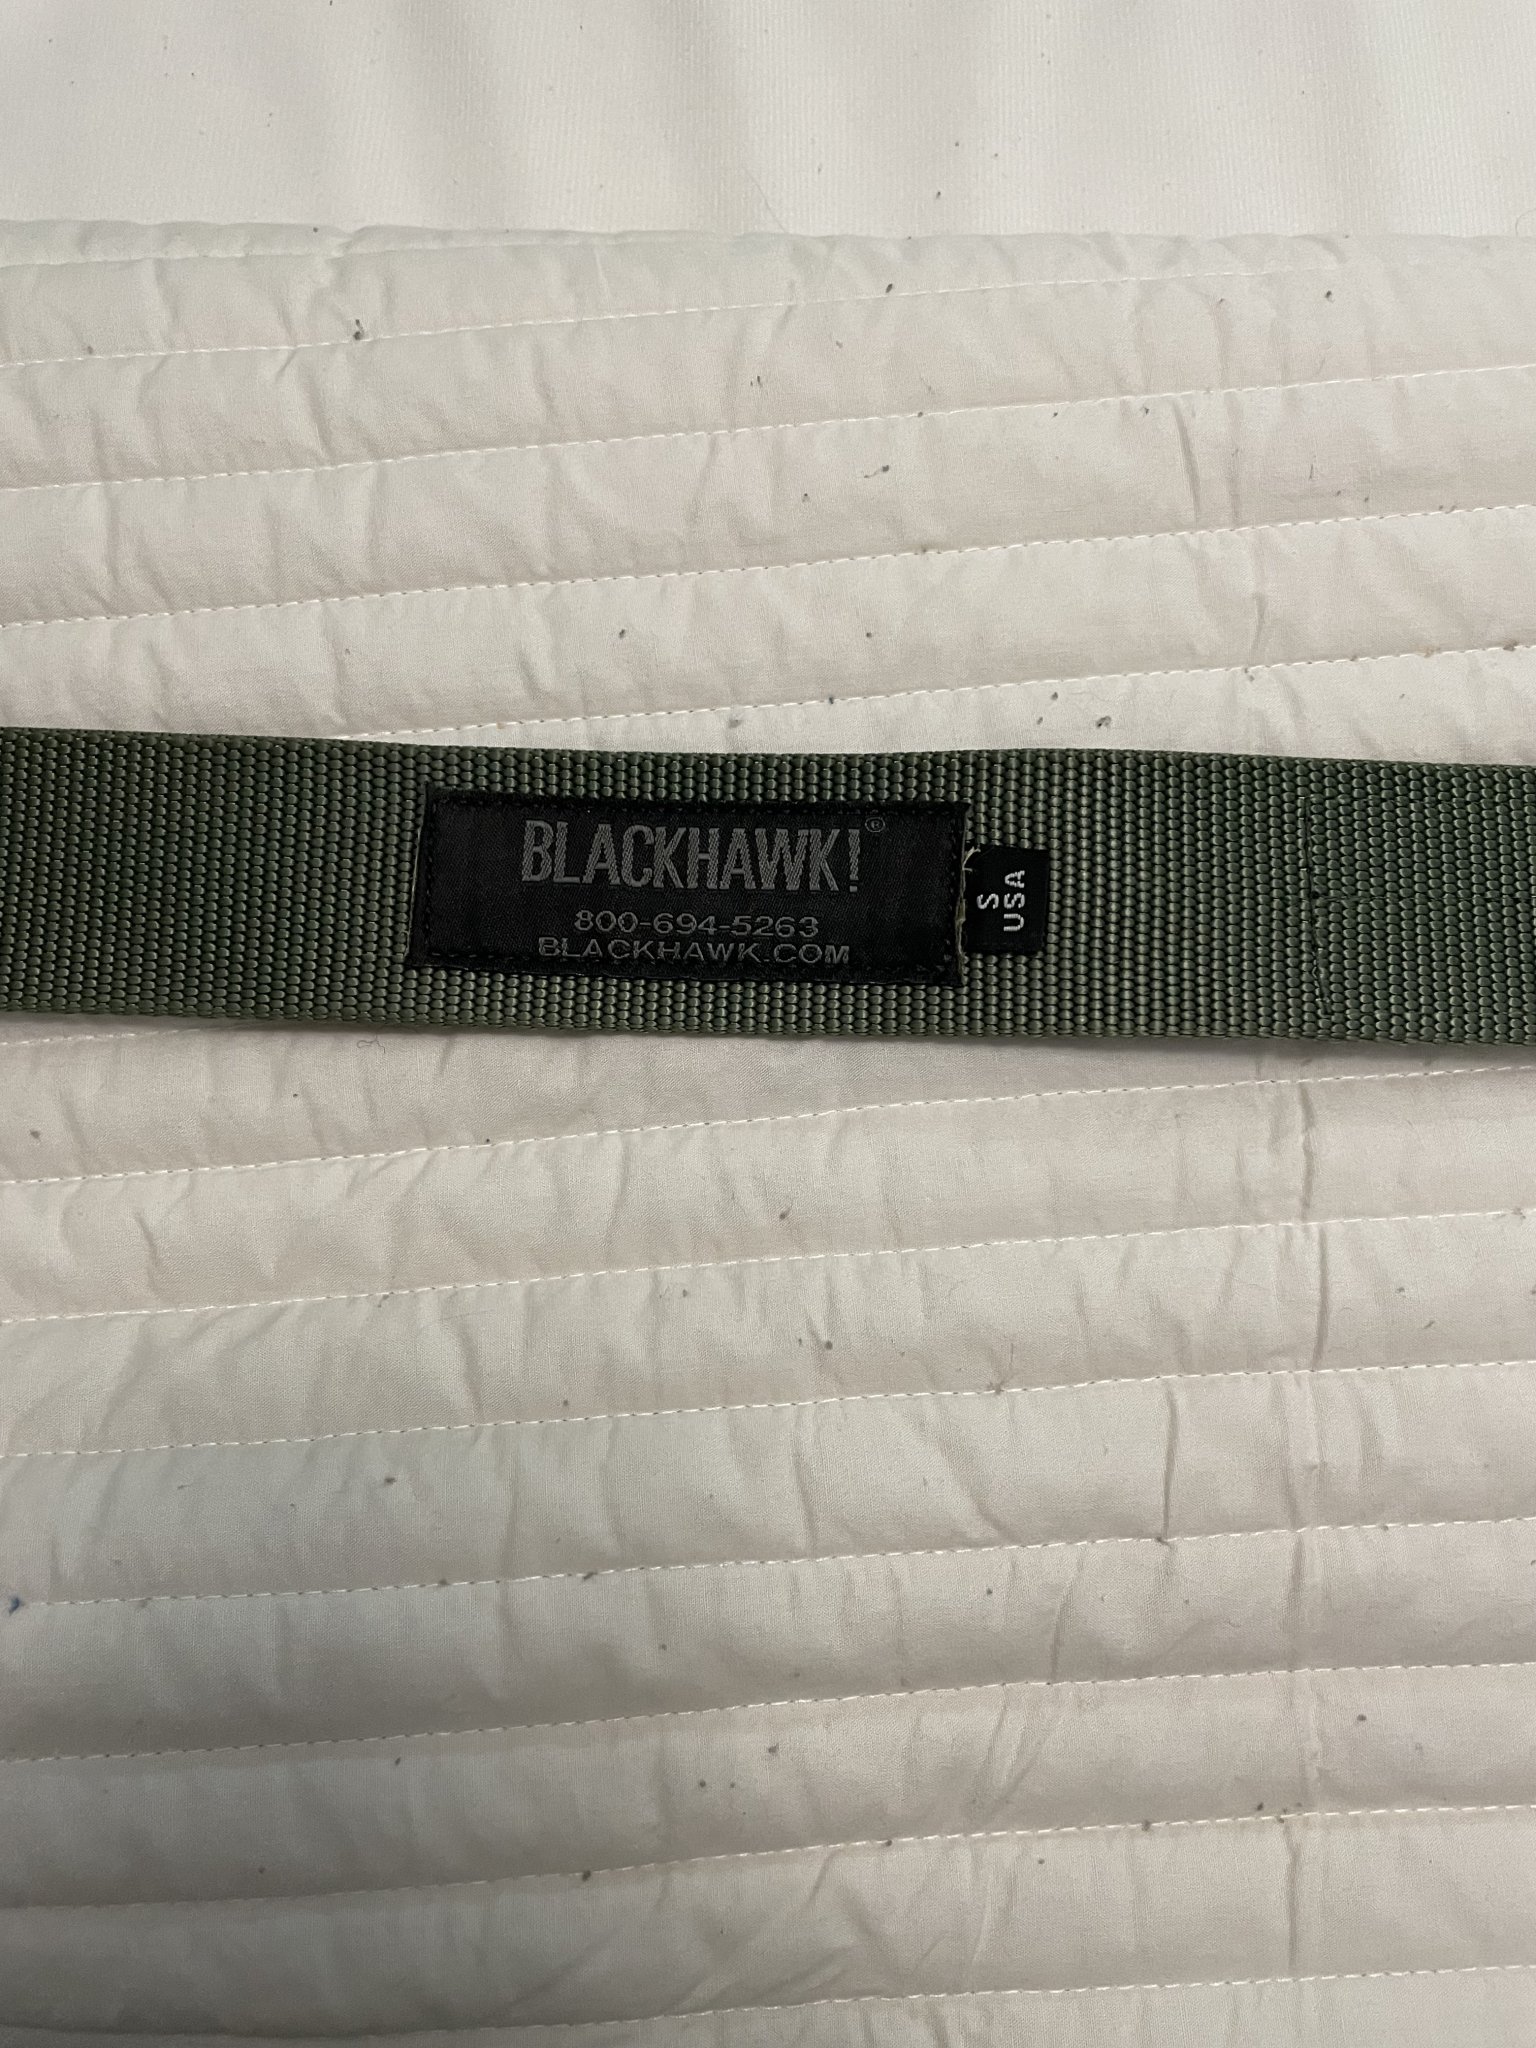 BLACKHAWK!®
800-694-5263
BLACKHAWK.COM
S
USA